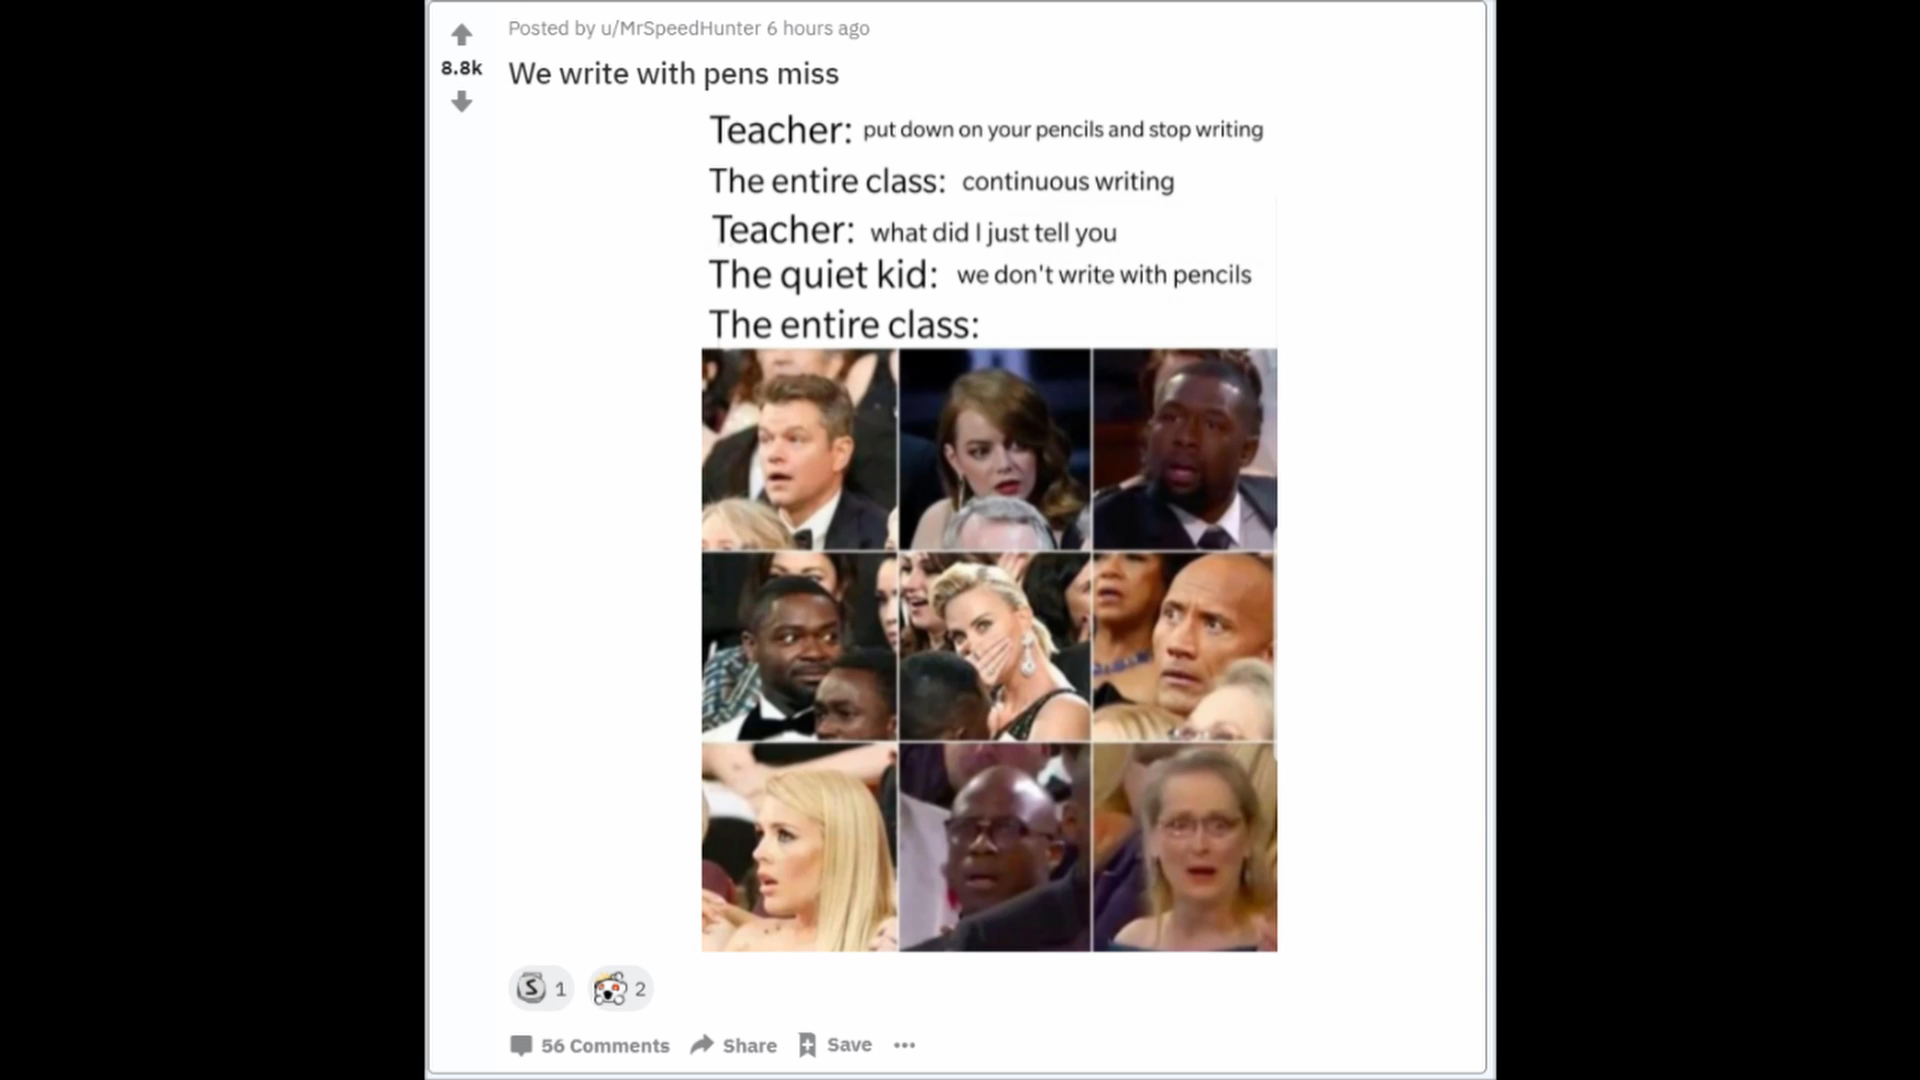 Posted by u/MrSpeedHunter 6 hours ago
8.8k
We write with pens miss
Teacher: put down on your pencils and stop writing
The entire class: continuous writing
Teacher: what did I just tell you
The quiet kid: we don't write with pencils
The entire class:
S 1
2
56 Comments Share Save